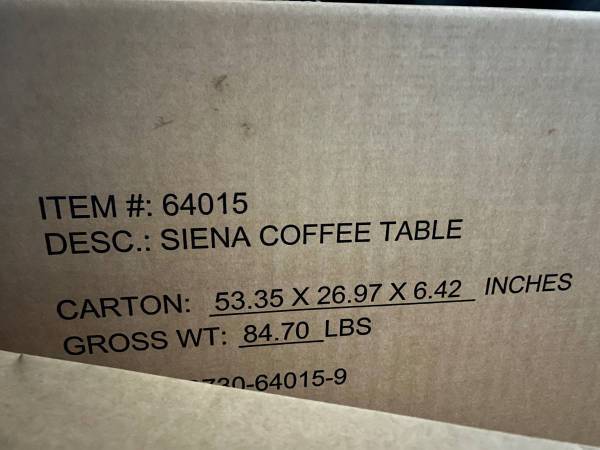 ITEM #: 64015
DESC.: SIENA COFFEE TABLE
CARTON: 53.35 X 26.97 X 6.42 INCHES
GROSS WT: 84.70 LBS
-64015-9